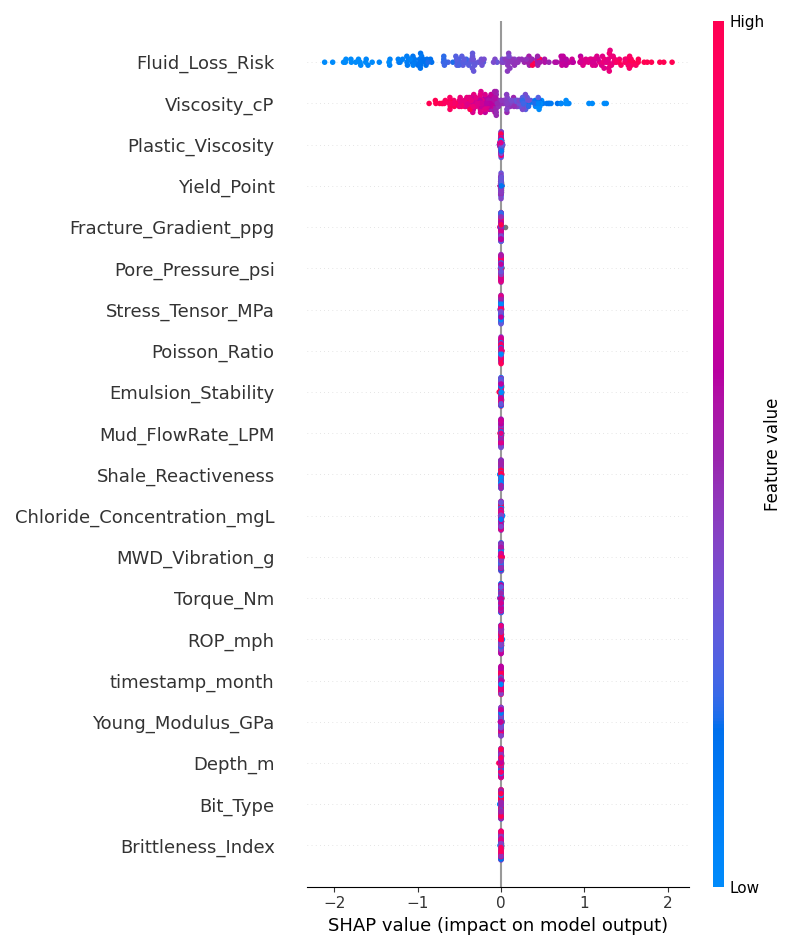 High
Fluid_Loss_Risk
Viscosity_cP
Plastic_Viscosity
Yield_Point
Fracture_Gradient_ppg
Pore_Pressure_psi
Stress_Tensor_MPa
Poisson_Ratio
Emulsion_Stability
Mud_FlowRate_LPM
Shale_Reactiveness
Chloride_Concentration_mgL
MWD_Vibration_g
Torque_Nm
ROP_mph
timestamp_month
Young_Modulus_GPa
Depth_m
Bit_Type
Brittleness_Index
Feature value
Low
−2 −1 0 1 2
SHAP value (impact on model output)